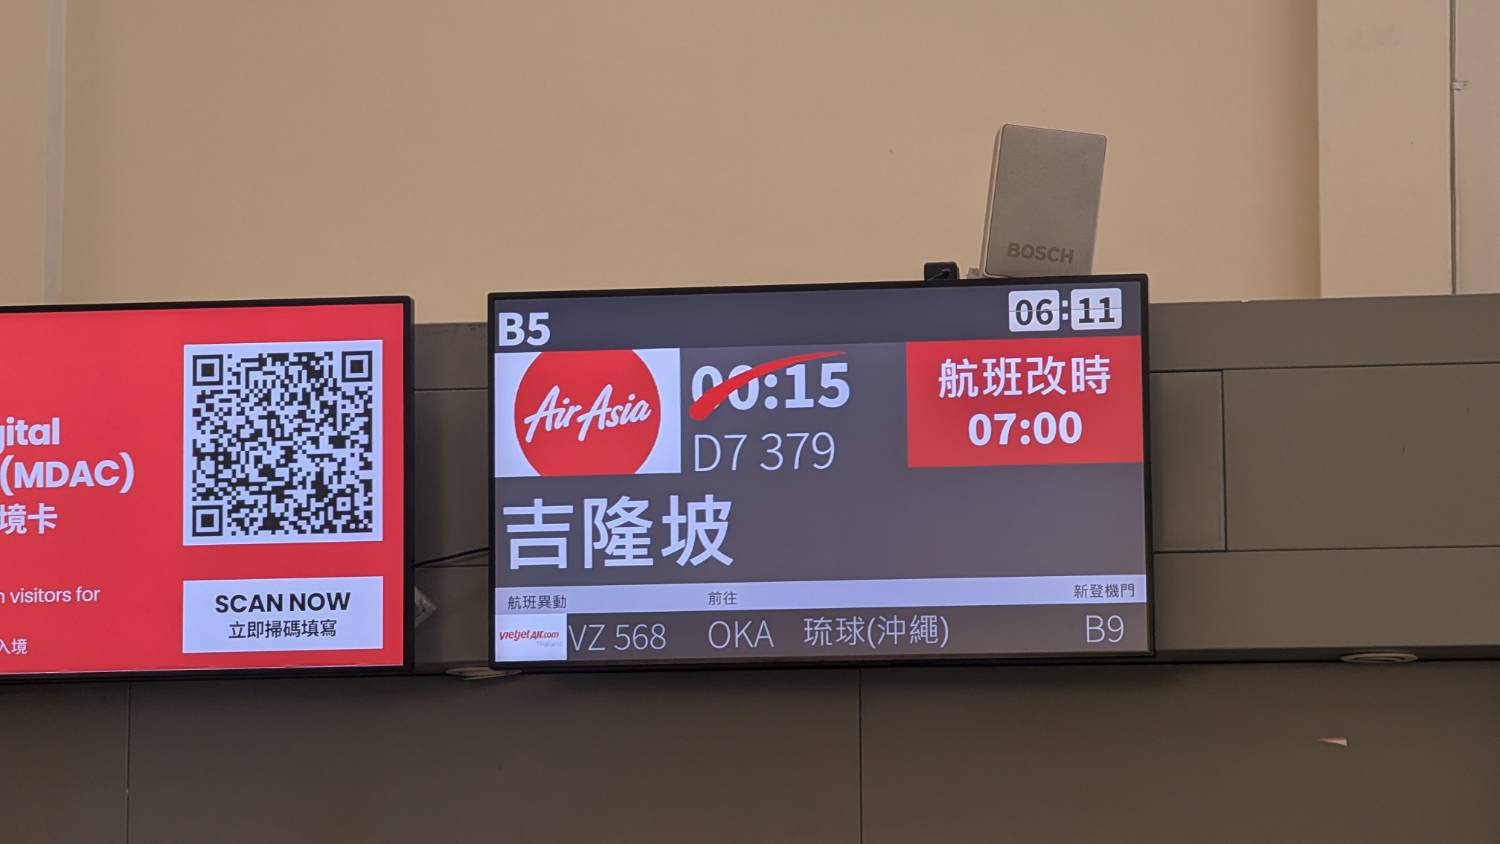 gital
(MDAC)
境卡
visitors for
入境
SCAN NOW
立即掃碼填寫
BOSCH
B5
06:11
AirAsia
00:15
D7 379
航班改時
07:00
吉隆坡
航班異動 前往 新登機門
vietjetAir.com
Thailand
VZ 568 OKA 琉球(沖繩) B9